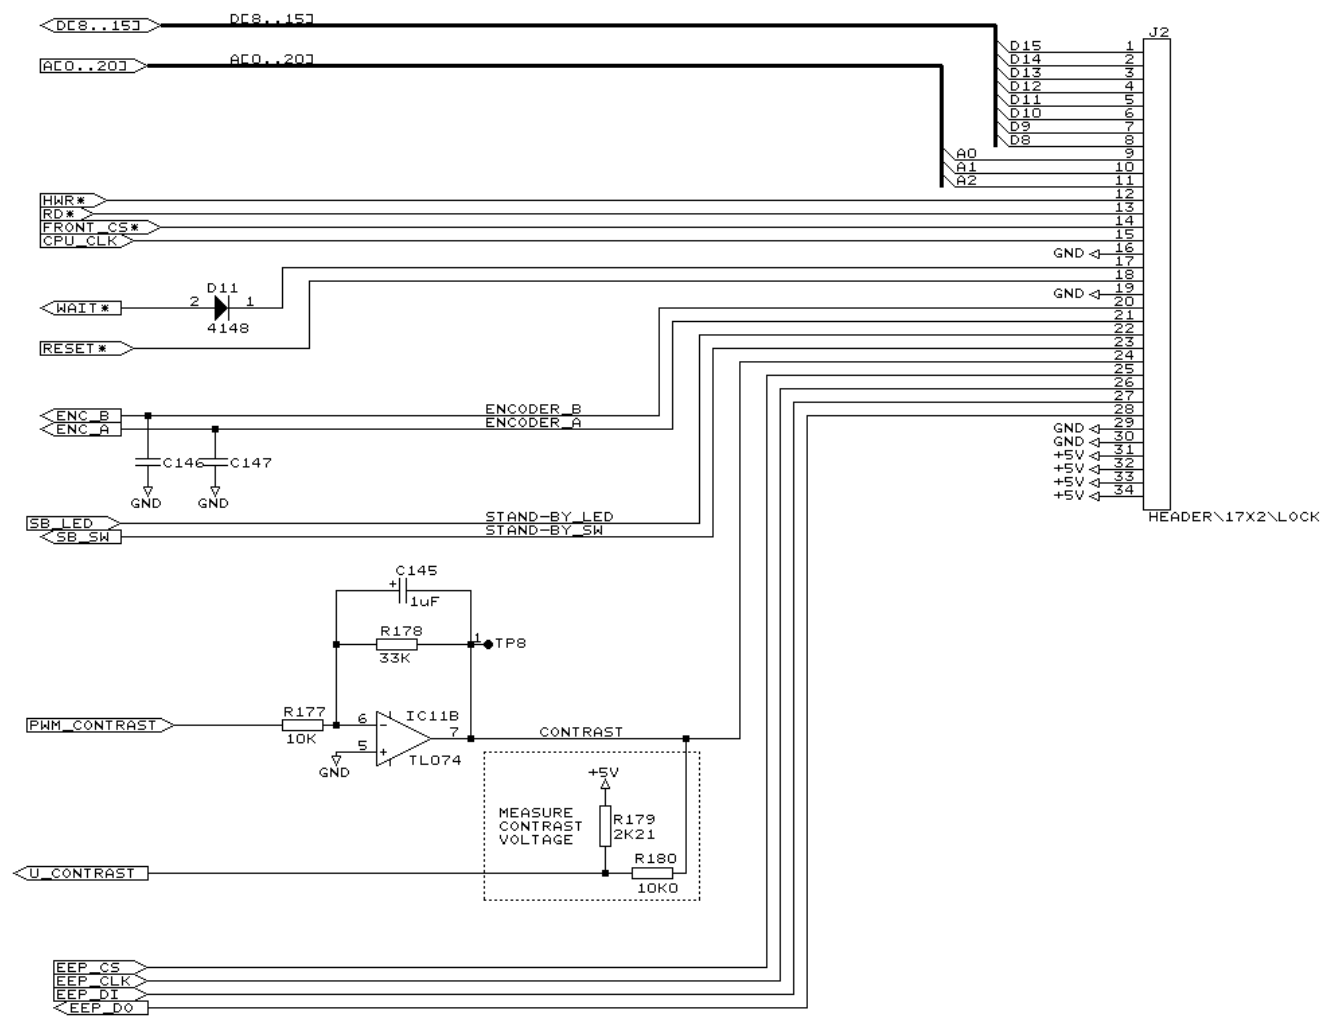 D[8..15] D[8..15]
J2
A[0..20] A[0..20]
D15 1
D14 2
D13 3
D12 4
D11 5
D10 6
D9 7
D8 8
A0 9
A1 10
A2 11
HWR* 12
RD* 13
FRONT_CS* 14
CPU_CLK 15
GND 16
17
18
D11
GND 19
WAIT* 2 1 20
4148
21
22
RESET* 23
24
25
26
27
ENC_B ENCODER_B 28
ENC_A ENCODER_A GND 29
GND 30
+5V 31
C146 C147 +5V 32
+5V 33
+5V 34
GND GND
HEADER\17X2\LOCK
SB_LED STAND-BY_LED
SB_SW STAND-BY_SW
C145
+
1uF
R178
1 TP8
33K
R177 6 - IC11B
PWM_CONTRAST 7 CONTRAST
10K 5 +
GND TL074
+5V
MEASURE
CONTRAST
VOLTAGE
R179
2K21
R180
U_CONTRAST
10K0
EEP_CS
EEP_CLK
EEP_DI
EEP_DO